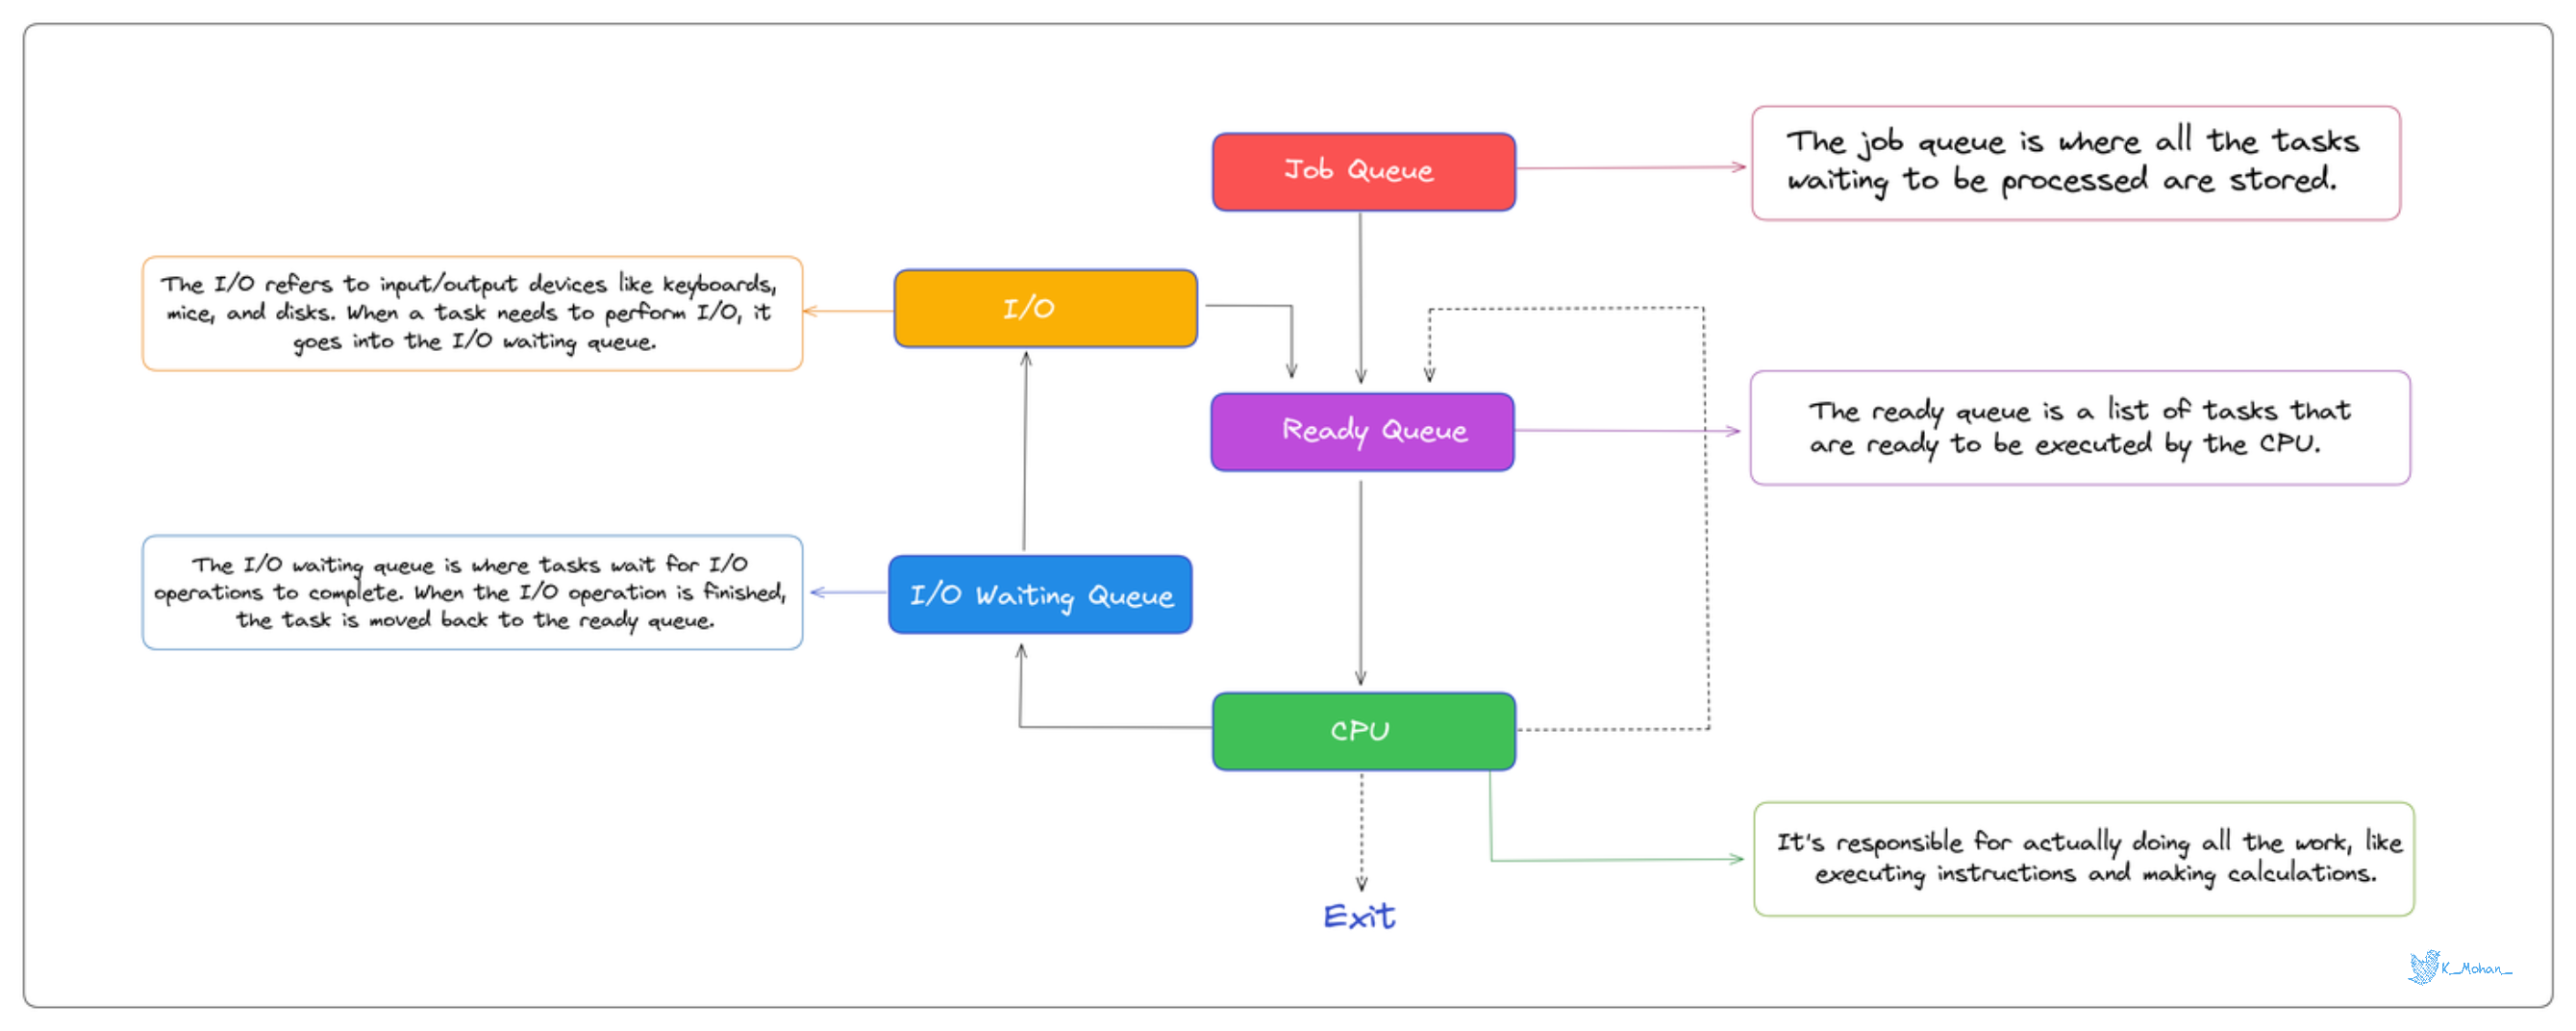 Job Queue
The job queue is where all the tasks
waiting to be processed are stored.
The I/O refers to input/output devices like keyboards,
mice, and disks. When a task needs to perform I/O, it
goes into the I/O waiting queue.
I/O
Ready Queue
The ready queue is a list of tasks that
are ready to be executed by the CPU.
The I/O waiting queue is where tasks wait for I/O
operations to complete. When the I/O operation is finished,
the task is moved back to the ready queue.
I/O Waiting Queue
CPU
It's responsible for actually doing all the work, like
executing instructions and making calculations.
Exit
K_Mohan_